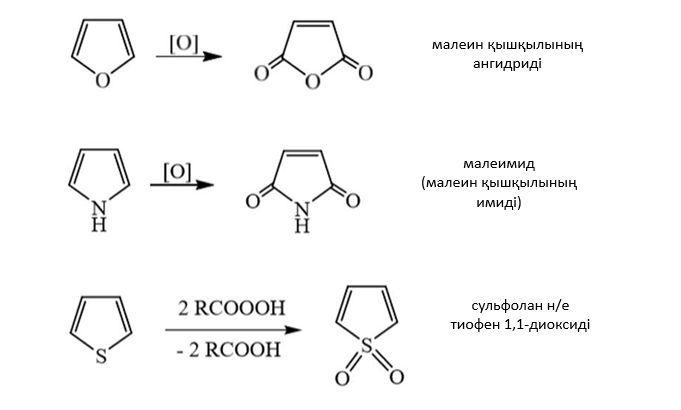 [O]
O
O
O
O
малеин қышқылының
ангидриді
[O]
N
H
O
N
H
O
малеимид
(малеин қышқылының
имиді)
S
2 RCOOOH
- 2 RCOOH
S
O
O
сульфолан н/е
тиофен 1,1-диоксиді